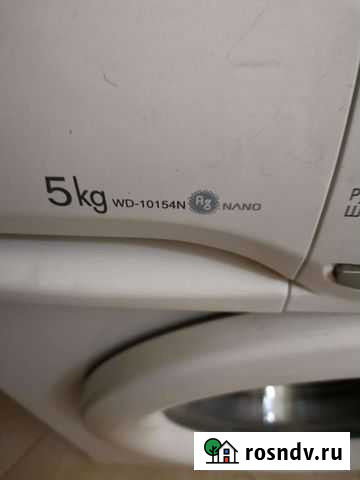 5kg WD-10154N Ag NANO
rosndv.ru